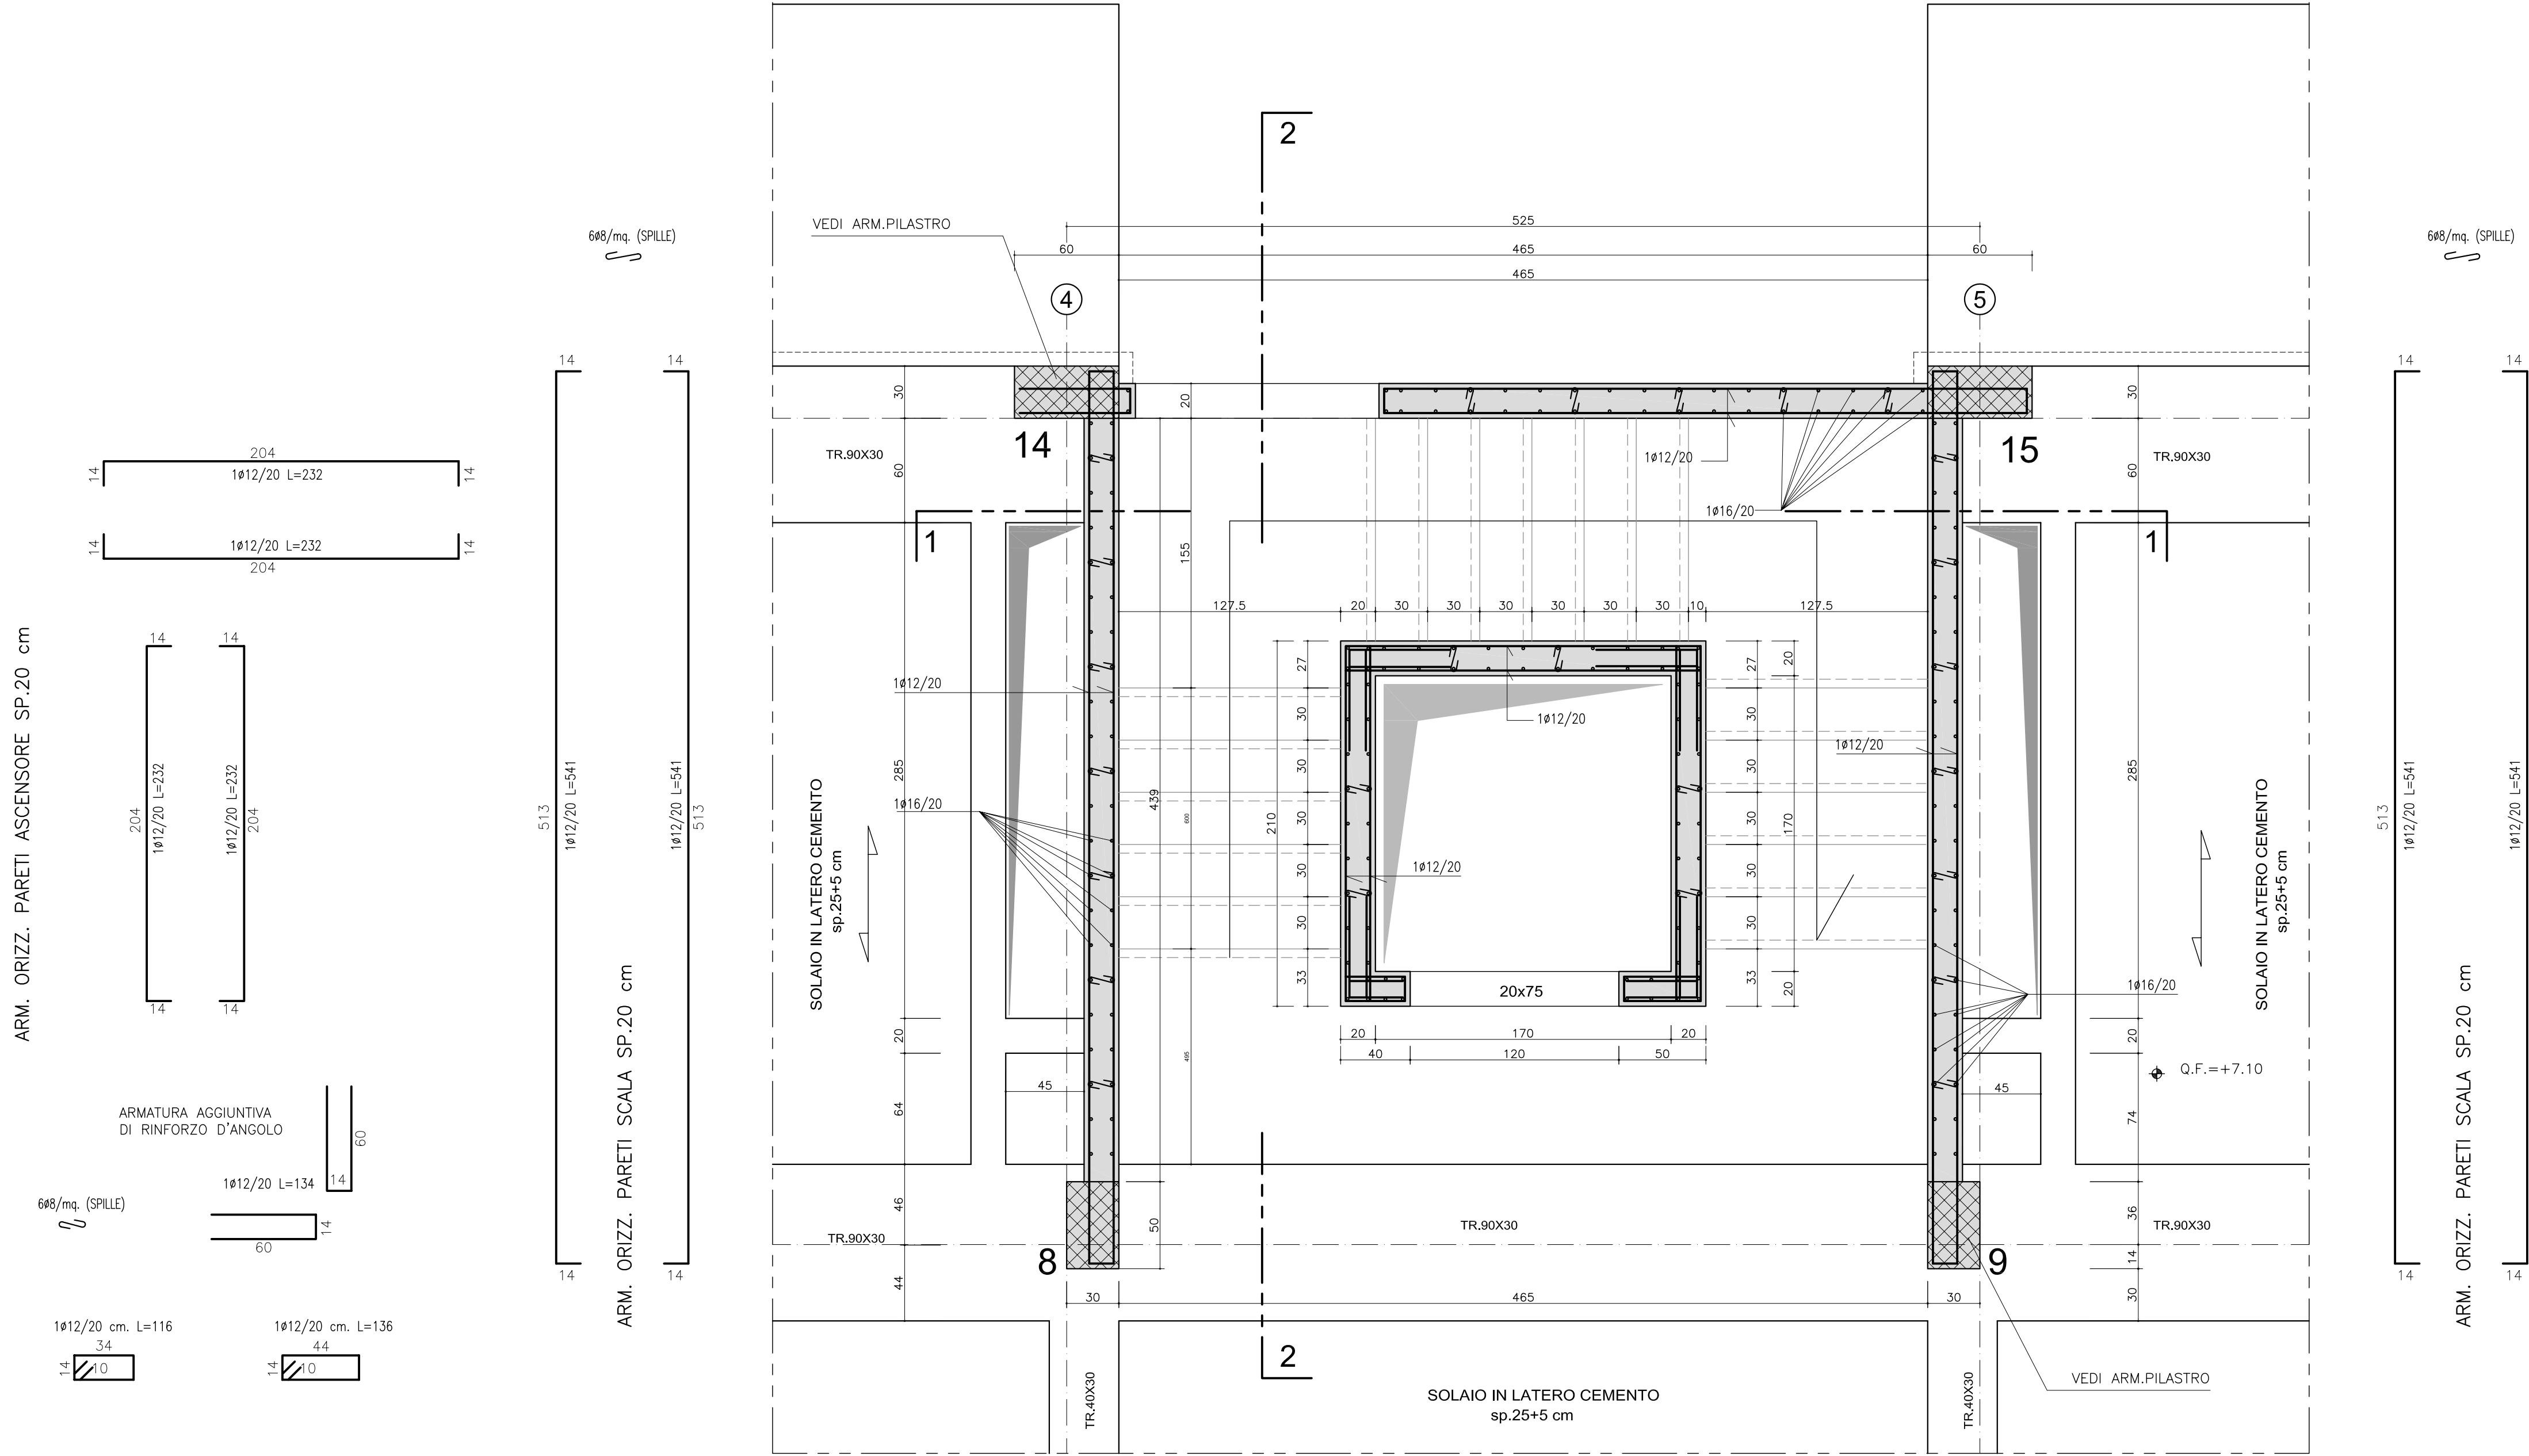 ARM. ORIZZ. PARETI ASCENSORE SP.20 cm
204
14
14
1ø12/20 L=232
14
14
1ø12/20 L=232
204
14
14
204
1ø12/20 L=232
1ø12/20 L=232
204
14
14
ARMATURA AGGIUNTIVA
DI RINFORZO D'ANGOLO
60
14
1ø12/20 L=134
14
60
6ø8/mq. (SPILLE)
1ø12/20 cm. L=116
34
14
10
1ø12/20 cm. L=136
44
14
10
6ø8/mq. (SPILLE)
14
14
513
1ø12/20 L=541
1ø12/20 L=541
513
14
14
ARM. ORIZZ. PARETI SCALA SP.20 cm
VEDI ARM.PILASTRO
2
525
60
465
60
465
4
5
30
20
30
14
15
TR.90X30
TR.90X30
60
60
1ø12/20
1ø16/20
1
1
155
127.5
20
30
30
30
30
30
30
10
127.5
1ø12/20
27
30
30
30
30
30
33
210
27
30
30
30
30
30
33
20
170
20
1ø12/20
1ø12/20
1ø12/20
285
285
439
600
495
1ø16/20
1ø16/20
SOLAIO IN LATERO CEMENTO
sp.25+5 cm
SOLAIO IN LATERO CEMENTO
sp.25+5 cm
20x75
20
170
20
40
120
50
20
20
Q.F.=+7.10
45
45
64
74
46
36
50
TR.90X30
TR.90X30
TR.90X30
8
9
44
14
30
30
465
30
2
TR.40X30
TR.40X30
SOLAIO IN LATERO CEMENTO
sp.25+5 cm
VEDI ARM.PILASTRO
6ø8/mq. (SPILLE)
14
14
513
1ø12/20 L=541
1ø12/20 L=541
14
14
ARM. ORIZZ. PARETI SCALA SP.20 cm